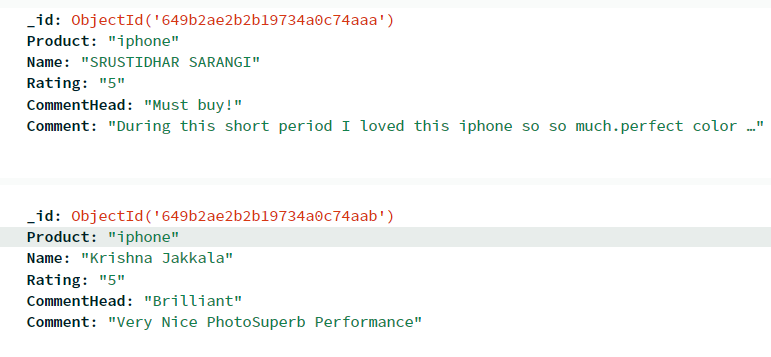 _id: ObjectId('649b2ae2b2b19734a0c74aaa')
Product: "iphone"
Name: "SRUSTIDHAR SARANGI"
Rating: "5"
CommentHead: "Must buy!"
Comment: "During this short period I loved this iphone so so much.perfect color …"
_id: ObjectId('649b2ae2b2b19734a0c74aab')
Product: "iphone"
Name: "Krishna Jakkala"
Rating: "5"
CommentHead: "Brilliant"
Comment: "Very Nice PhotoSuperb Performance"